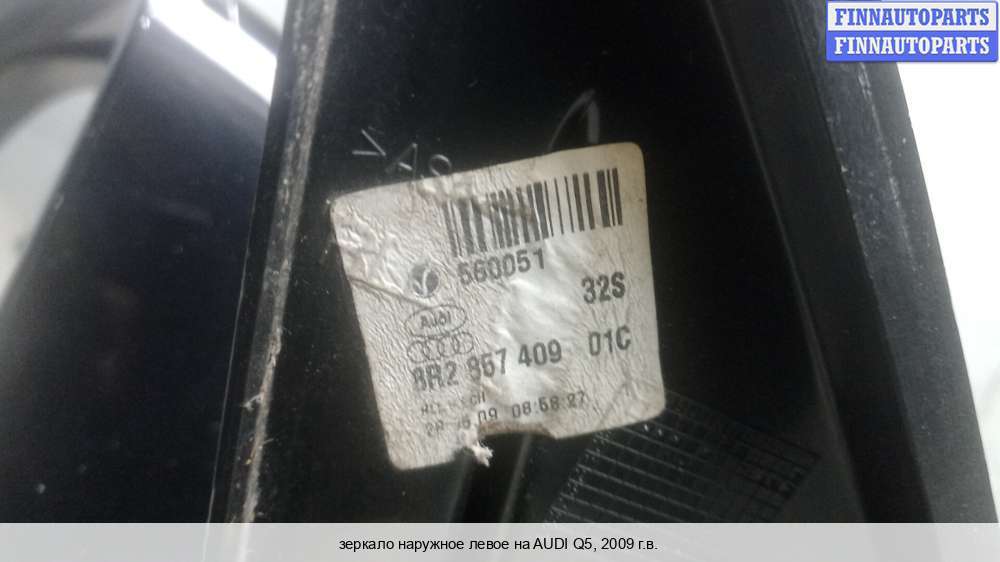 FINNAUTOPARTS
FINNAUTOPARTS
560051
32S
Audi
8R2 857 409 01C
09 08:58:27
зеркало наружное левое на AUDI Q5, 2009 г.в.